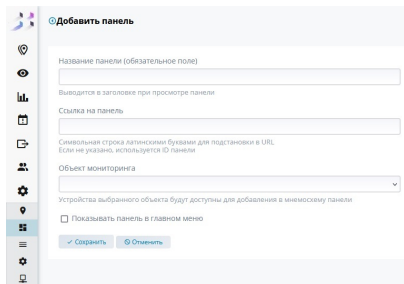 Добавить панель
Название панели (обязательное поле)
Выводится в заголовке при просмотре панели
Ссылка на панель
Символьная строка латинскими буквами для подстановки в URL
Если не указано, используется ID панели
Объект мониторинга
Устройства выбранного объекта будут доступны для добавления в мнемосхему панели
Показывать панель в главном меню
Сохранить
Отменить